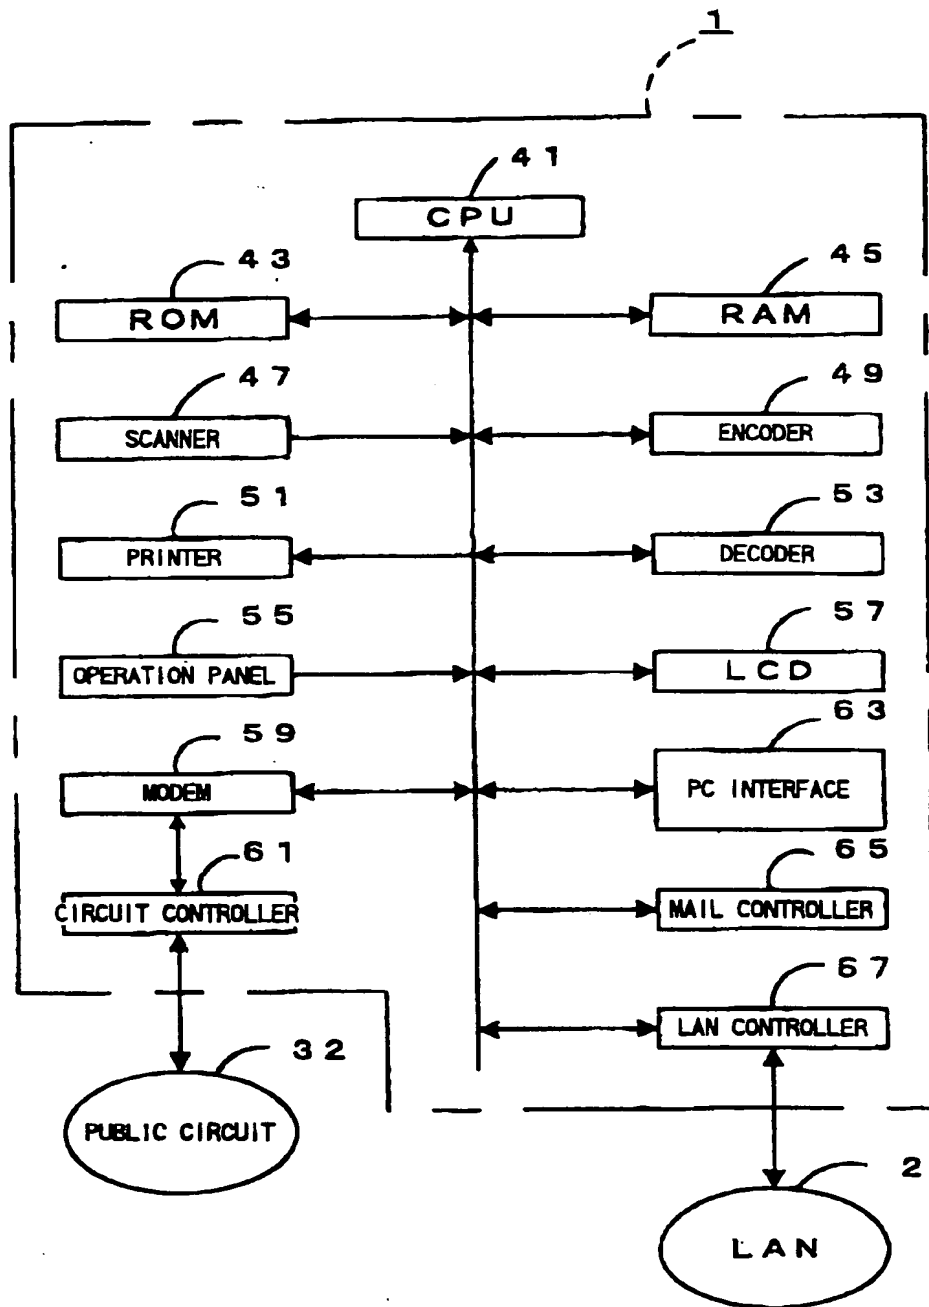 1
41
CPU
43
ROM
45
RAM
47
SCANNER
49
ENCODER
51
PRINTER
53
DECODER
55
OPERATION PANEL
57
LCD
59
MODEM
63
PC INTERFACE
61
CIRCUIT CONTROLLER
65
MAIL CONTROLLER
67
LAN CONTROLLER
32
PUBLIC CIRCUIT
2
LAN